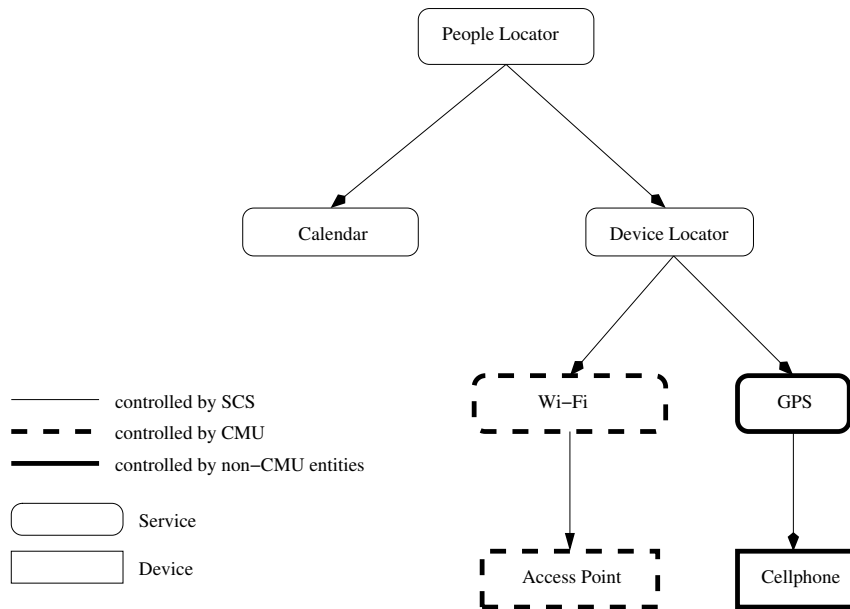 People Locator
Calendar
Device Locator
Wi−Fi
GPS
controlled by SCS
controlled by CMU
controlled by non−CMU entities
Service
Device
Access Point
Cellphone